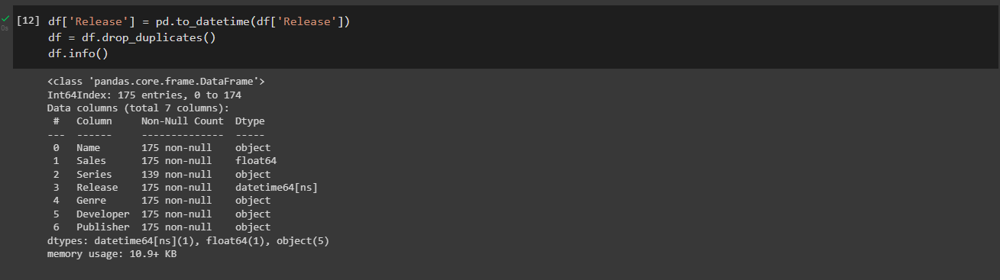 [12] df['Release'] = pd.to_datetime(df['Release'])
df = df.drop_duplicates()
df.info()
0s
<class 'pandas.core.frame.DataFrame'>
Int64Index: 175 entries, 0 to 174
Data columns (total 7 columns):
 #   Column     Non-Null Count  Dtype
---  ------     --------------  -----
 0   Name       175 non-null    object
 1   Sales      175 non-null    float64
 2   Series     139 non-null    object
 3   Release    175 non-null    datetime64[ns]
 4   Genre      175 non-null    object
 5   Developer  175 non-null    object
 6   Publisher  175 non-null    object
dtypes: datetime64[ns](1), float64(1), object(5)
memory usage: 10.9+ KB